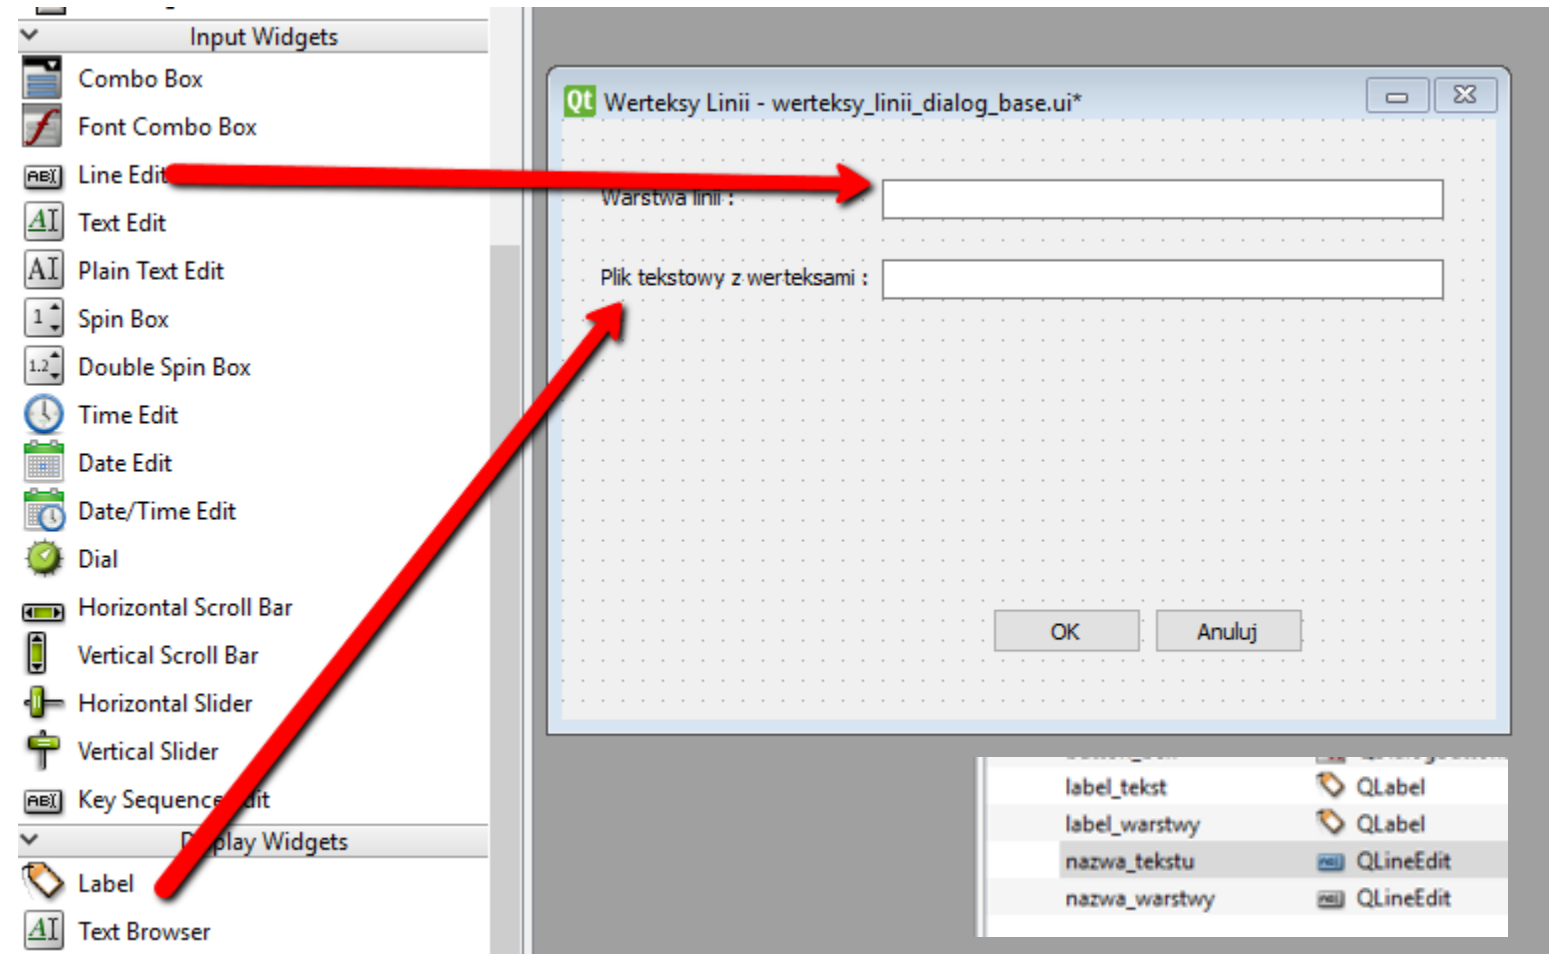 Input Widgets
Combo Box
Font Combo Box
Line Edit
Text Edit
Plain Text Edit
Spin Box
Double Spin Box
Time Edit
Date Edit
Date/Time Edit
Dial
Horizontal Scroll Bar
Vertical Scroll Bar
Horizontal Slider
Vertical Slider
Key Sequence Edit
Display Widgets
Label
Text Browser
Qt Werteksy Linii - werteksy_linii_dialog_base.ui*
Warstwa linii :
Plik tekstowy z werteksami :
OK Anuluj
label_tekst QLabel
label_warstwy QLabel
nazwa_tekstu QLineEdit
nazwa_warstwy QLineEdit